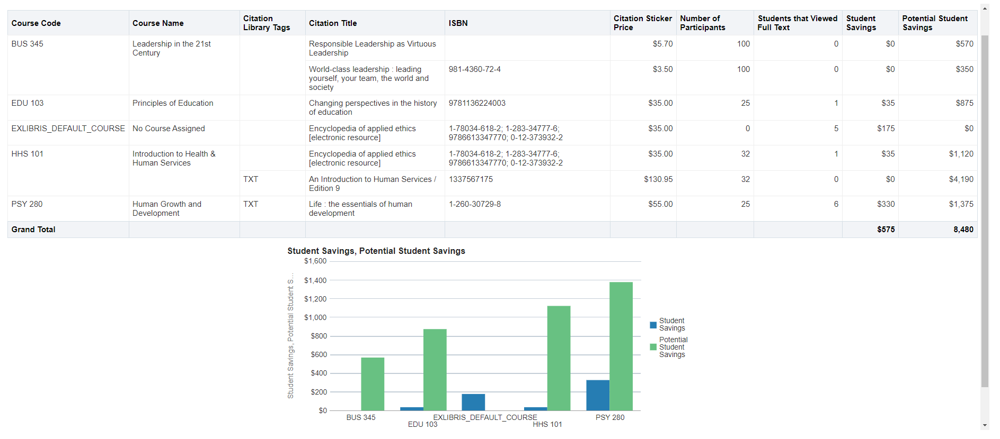 Course Code
Course Name
Citation
Library Tags
Citation Title
ISBN
Citation Sticker
Price
Number of
Participants
Students that Viewed
Full Text
Student
Savings
Potential Student
Savings
BUS 345
Leadership in the 21st
Century
Responsible Leadership as Virtuous
Leadership
$5.70
100
0
$0
$570
World-class leadership : leading
yourself, your team, the world and
society
981-4360-72-4
$3.50
100
0
$0
$350
EDU 103
Principles of Education
Changing perspectives in the history
of education
9781136224003
$35.00
25
1
$35
$875
EXLIBRIS_DEFAULT_COURSE
No Course Assigned
Encyclopedia of applied ethics
[electronic resource]
1-78034-618-2; 1-283-34777-6;
9786613347770; 0-12-373932-2
$35.00
0
5
$175
$0
HHS 101
Introduction to Health &
Human Services
Encyclopedia of applied ethics
[electronic resource]
1-78034-618-2; 1-283-34777-6;
9786613347770; 0-12-373932-2
$35.00
32
1
$35
$1,120
TXT
An Introduction to Human Services /
Edition 9
1337567175
$130.95
32
0
$0
$4,190
PSY 280
Human Growth and
Development
TXT
Life : the essentials of human
development
1-260-30729-8
$55.00
25
6
$330
$1,375
Grand Total
$575
8,480
Student Savings, Potential Student Savings
Student Savings, Potential Student S...
$1,600
$1,400
$1,200
$1,000
$800
$600
$400
$200
$0
BUS 345
EDU 103
EXLIBRIS_DEFAULT_COURSE
HHS 101
PSY 280
Student
Savings
Potential
Student
Savings